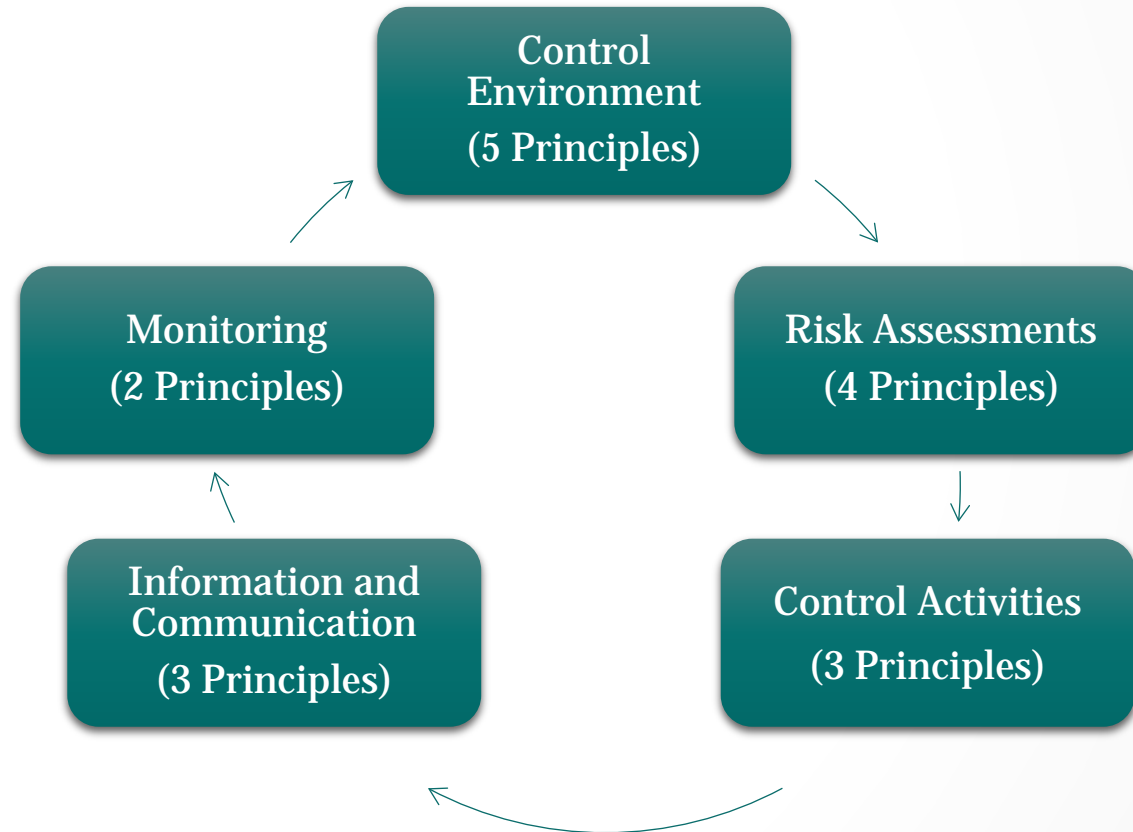 Control
Environment
(5 Principles)
Risk Assessments
(4 Principles)
Control Activities
(3 Principles)
Information and
Communication
(3 Principles)
Monitoring
(2 Principles)